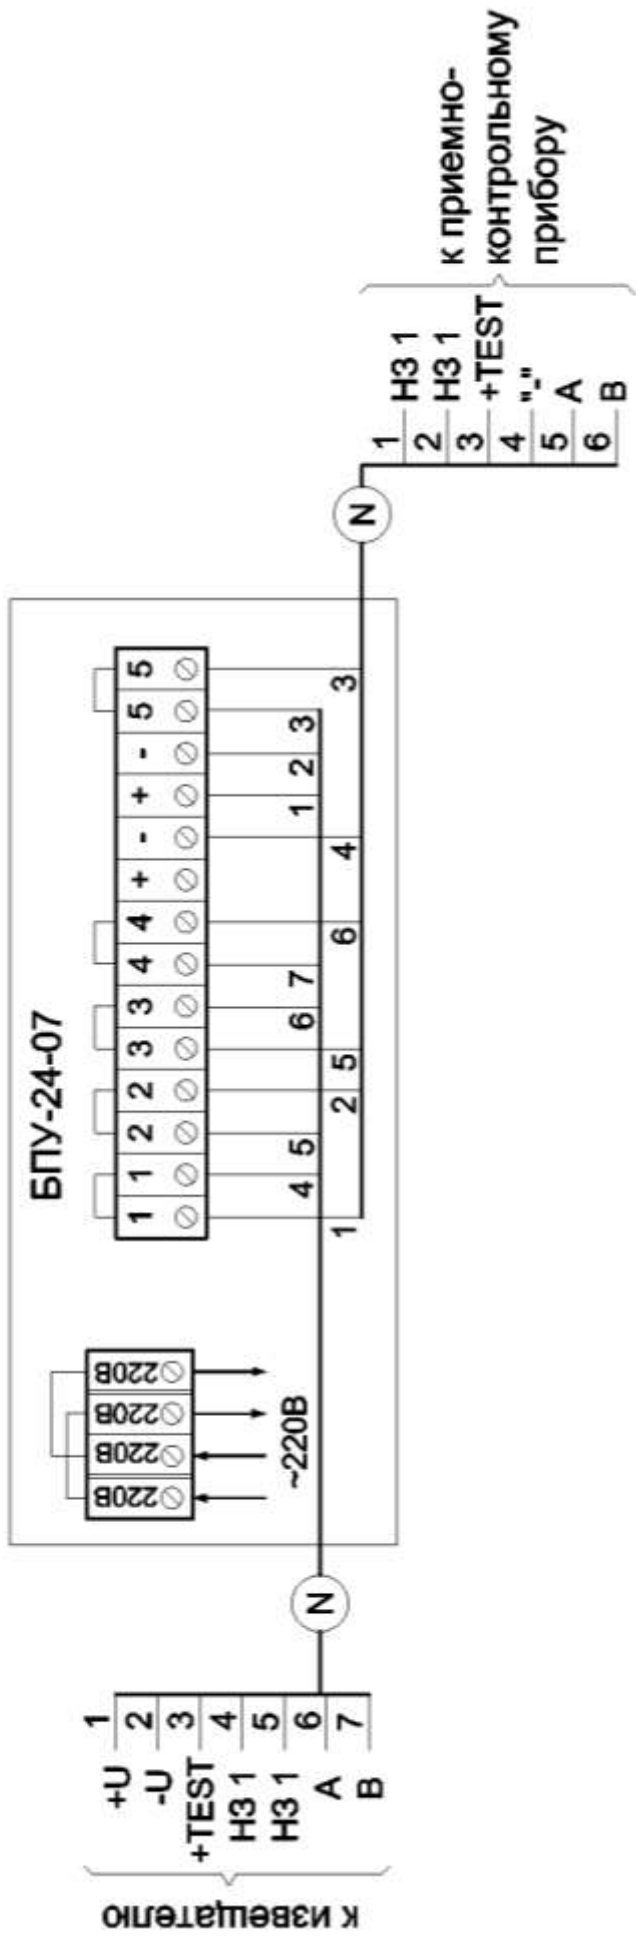 БПУ-24-07
220В 220В 220В 220В
~220В
1 1 2 2 3 3 4 4 + - + - 5 5
4 5 6 7 1 2 3
1 2 5 6 4 3
N
N
к извещателю
+U 1
-U 2
+TEST 3
НЗ 1 4
НЗ 1 5
А 6
В 7
1 НЗ 1
2 НЗ 1
3 +TEST
4 "-"
5 А
6 В
к приемно-
контрольному
прибору